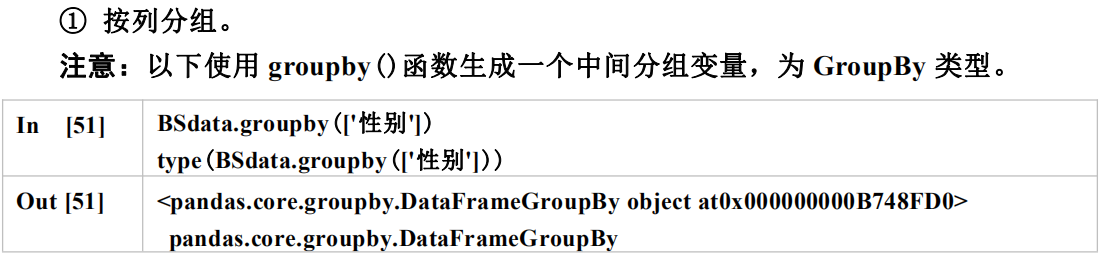 ① 按列分组。
注意：以下使用 groupby()函数生成一个中间分组变量，为 GroupBy 类型。
In [51] BSdata.groupby(['性别'])
type(BSdata.groupby(['性别']))
Out [51] <pandas.core.groupby.DataFrameGroupBy object at0x000000000B748FD0>
pandas.core.groupby.DataFrameGroupBy